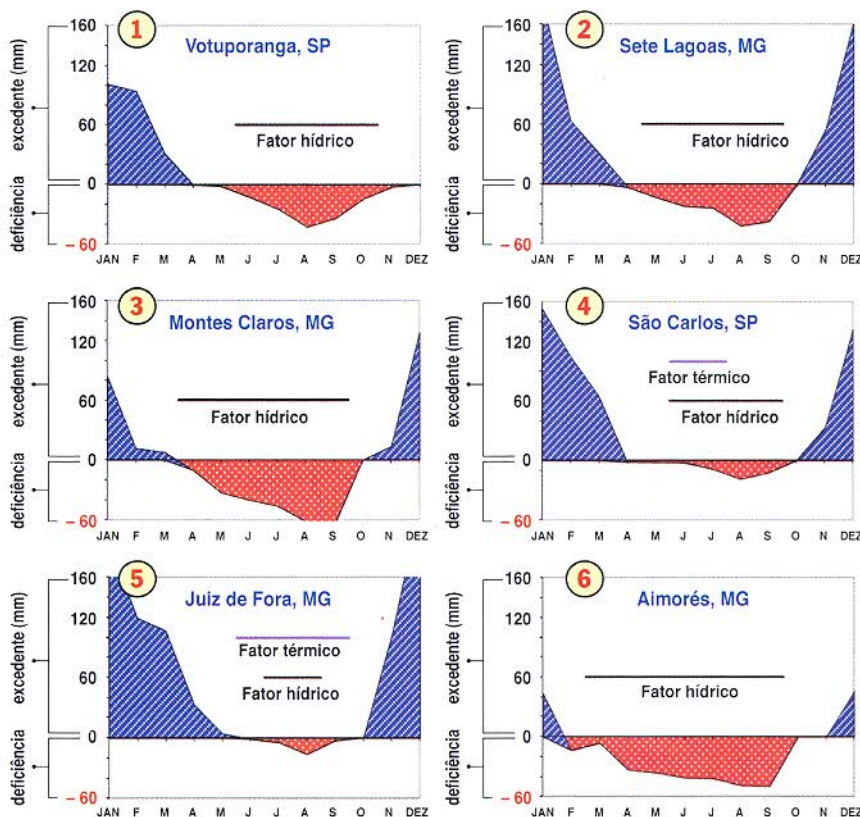 1
Votuporanga, SP
excedente (mm)
deficiência
160
120
60
0
– 60
Fator hídrico
JAN F M A M J J A S O N DEZ
2
Sete Lagoas, MG
excedente (mm)
deficiência
160
120
60
0
– 60
Fator hídrico
JAN F M A M J J A S O N DEZ
3
Montes Claros, MG
excedente (mm)
deficiência
160
120
60
0
– 60
Fator hídrico
JAN F M A M J J A S O N DEZ
4
São Carlos, SP
excedente (mm)
deficiência
160
120
60
0
– 60
Fator térmico
Fator hídrico
JAN F M A M J J A S O N DEZ
5
Juiz de Fora, MG
excedente (mm)
deficiência
160
120
60
0
– 60
Fator térmico
Fator hídrico
JAN F M A M J J A S O N DEZ
6
Aimorés, MG
excedente (mm)
deficiência
160
120
60
0
– 60
Fator hídrico
JAN F M A M J J A S O N DEZ